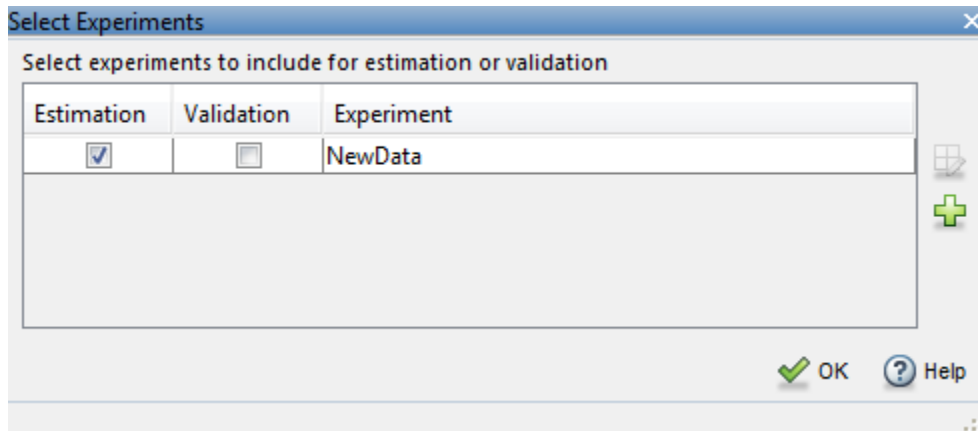 Select Experiments
Select experiments to include for estimation or validation
Estimation Validation Experiment
NewData
OK Help